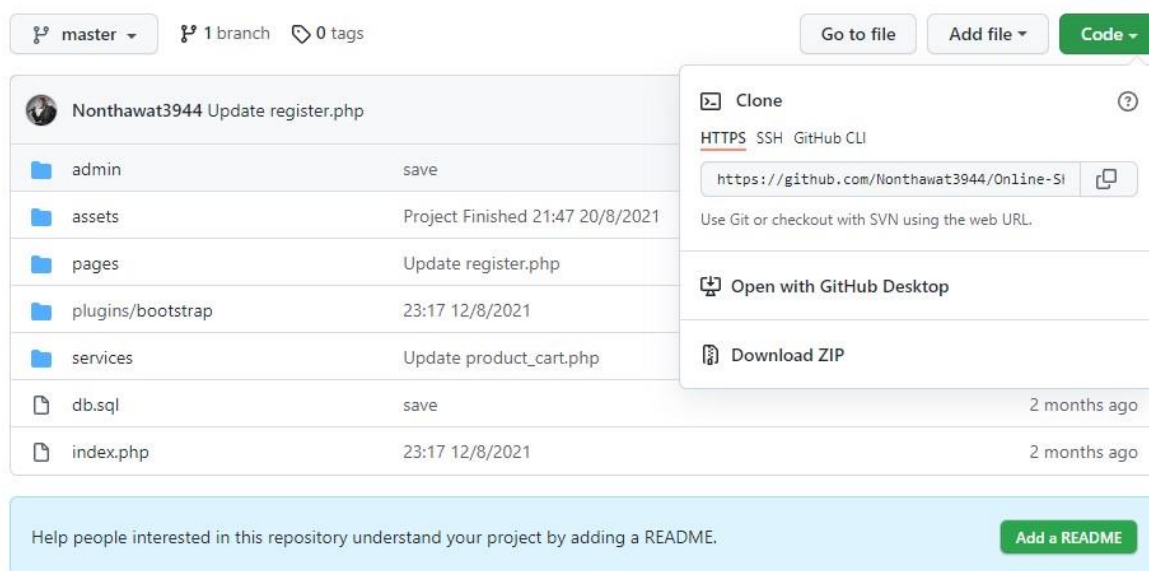 master 1 branch 0 tags Go to file Add file Code
Nonthawat3944 Update register.php
Clone
HTTPS SSH GitHub CLI
https://github.com/Nonthawat3944/Online-Sh
Use Git or checkout with SVN using the web URL.
Open with GitHub Desktop
Download ZIP
admin save
assets Project Finished 21:47 20/8/2021
pages Update register.php
plugins/bootstrap 23:17 12/8/2021
services Update product_cart.php
db.sql save 2 months ago
index.php 23:17 12/8/2021 2 months ago
Help people interested in this repository understand your project by adding a README. Add a README